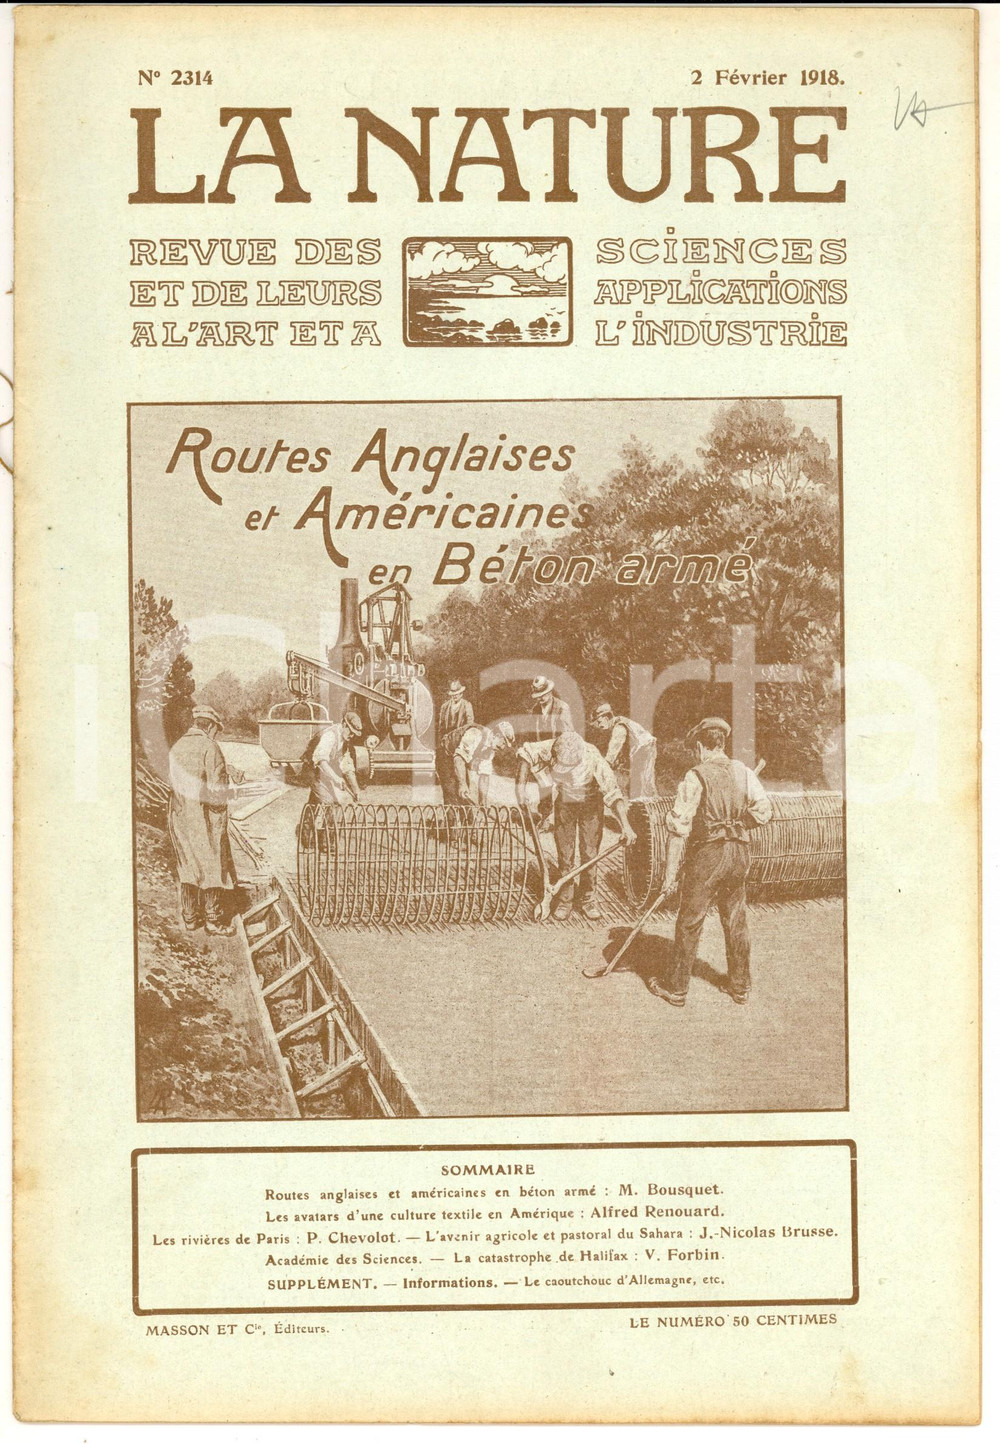 N° 2314
2 Février 1918.
LA NATURE
REVUE DES SCIENCES
ET DE LEURS APPLICATIONS
A L'ART ET A L'INDUSTRIE
Routes Anglaises
et Américaines
en Béton armé
iCharta
SOMMAIRE
Routes anglaises et américaines en béton armé : M. Bousquet.
Les avatars d'une culture textile en Amérique : Alfred Renouard.
Les rivières de Paris : P. Chevolot. — L'avenir agricole et pastoral du Sahara : J.-Nicolas Brusse.
Académie des Sciences. — La catastrophe de Halifax : V. Forbin.
SUPPLÉMENT. — Informations. — Le caoutchouc d'Allemagne, etc.
MASSON ET Cie, Éditeurs.
LE NUMÉRO 50 CENTIMES